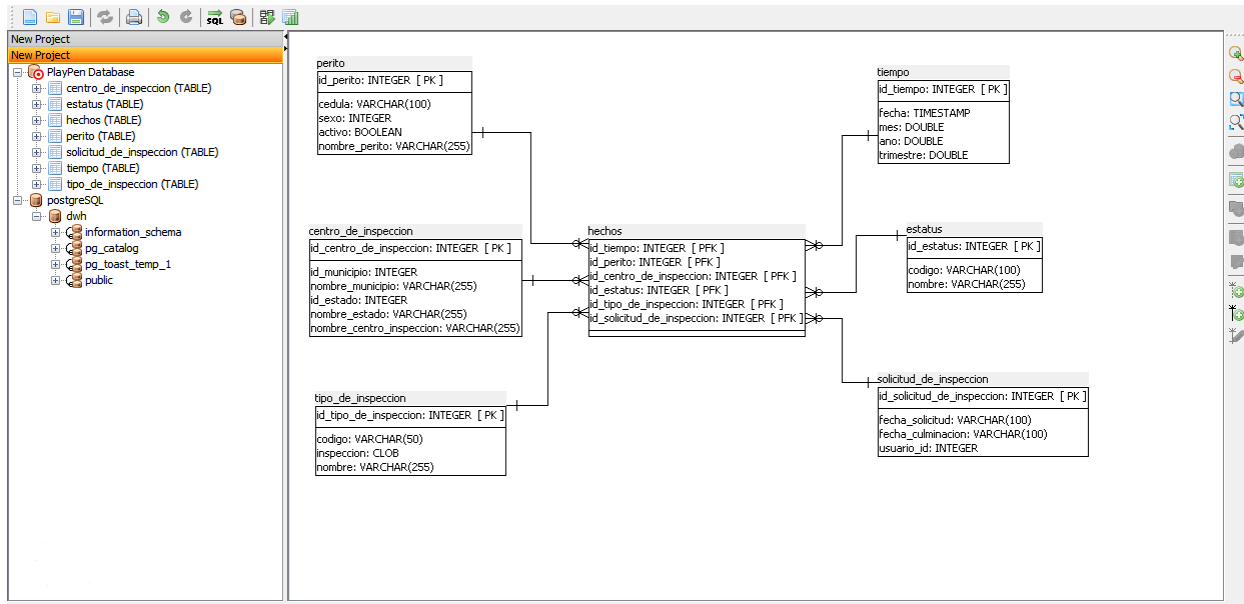 SQL
New Project
New Project
PlayPen Database
centro_de_inspeccion (TABLE)
estatus (TABLE)
hechos (TABLE)
perito (TABLE)
solicitud_de_inspeccion (TABLE)
tiempo (TABLE)
tipo_de_inspeccion (TABLE)
postgreSQL
dwh
information_schema
pg_catalog
pg_toast_temp_1
public
perito
id_perito: INTEGER [ PK ]
cedula: VARCHAR(100)
sexo: INTEGER
activo: BOOLEAN
nombre_perito: VARCHAR(255)
tiempo
id_tiempo: INTEGER [ PK ]
fecha: TIMESTAMP
mes: DOUBLE
ano: DOUBLE
trimestre: DOUBLE
centro_de_inspeccion
id_centro_de_inspeccion: INTEGER [ PK ]
id_municipio: INTEGER
nombre_municipio: VARCHAR(255)
id_estado: INTEGER
nombre_estado: VARCHAR(255)
nombre_centro_inspeccion: VARCHAR(255)
hechos
id_tiempo: INTEGER [ PFK ]
id_perito: INTEGER [ PFK ]
id_centro_de_inspeccion: INTEGER [ PFK ]
id_estatus: INTEGER [ PFK ]
id_tipo_de_inspeccion: INTEGER [ PFK ]
id_solicitud_de_inspeccion: INTEGER [ PFK ]
estatus
id_estatus: INTEGER [ PK ]
codigo: VARCHAR(100)
nombre: VARCHAR(255)
tipo_de_inspeccion
id_tipo_de_inspeccion: INTEGER [ PK ]
codigo: VARCHAR(50)
inspeccion: CLOB
nombre: VARCHAR(255)
solicitud_de_inspeccion
id_solicitud_de_inspeccion: INTEGER [ PK ]
fecha_solicitud: VARCHAR(100)
fecha_culminacion: VARCHAR(100)
usuario_id: INTEGER